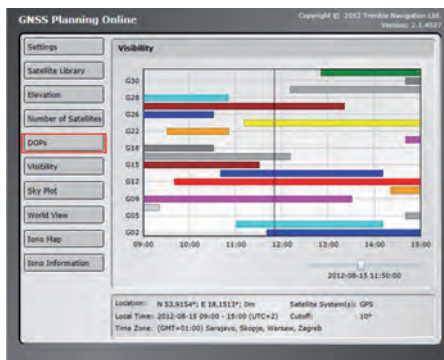 GNSS Planning Online
Copyright © 2012 Trimble Navigation Ltd.
Version: 2.1.4527
Settings
Satellite Library
Elevation
Number of Satellites
DOPs
Visibility
Sky Plot
World View
Iono Map
Iono Information
Visibility
G30
G28
G26
G22
G18
G15
G12
G09
G05
G02
09:00 10:00 11:00 12:00 13:00 14:00 15:00
2012-08-15 11:50:00
Location: N 53,9154°; E 18,1513°; 0m Satellite System(s): GPS
Local Time: 2012-08-15 09:00 - 15:00 (UTC+2) Cutoff: 10°
Time Zone: (GMT+01:00) Sarajevo, Skopje, Warsaw, Zagreb